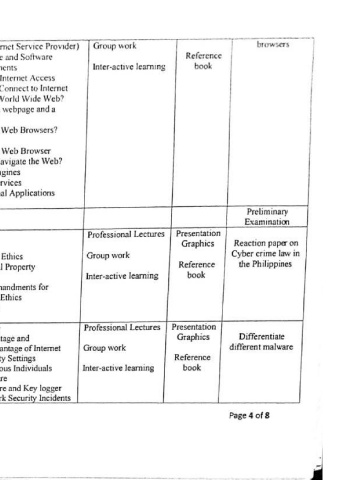 rnet Service Provider)
e and Software
nents
Internet Access
Connect to Internet
World Wide Web?
webpage and a
Web Browsers?
Web Browser
avigate the Web?
gines
rvices
al Applications
Group work
Inter-active learning
Reference
book
browsers
Preliminary
Examination
Ethics
l Property
mandments for
Ethics
Professional Lectures
Group work
Inter-active learning
Presentation
Graphics
Reference
book
Reaction paper on
Cyber crime law in
the Philippines
tage and
antage of Internet
ty Settings
ous Individuals
re
re and Key logger
rk Security Incidents
Professional Lectures
Group work
Inter-active learning
Presentation
Graphics
Reference
book
Differentiate
different malware
Page 4 of 8